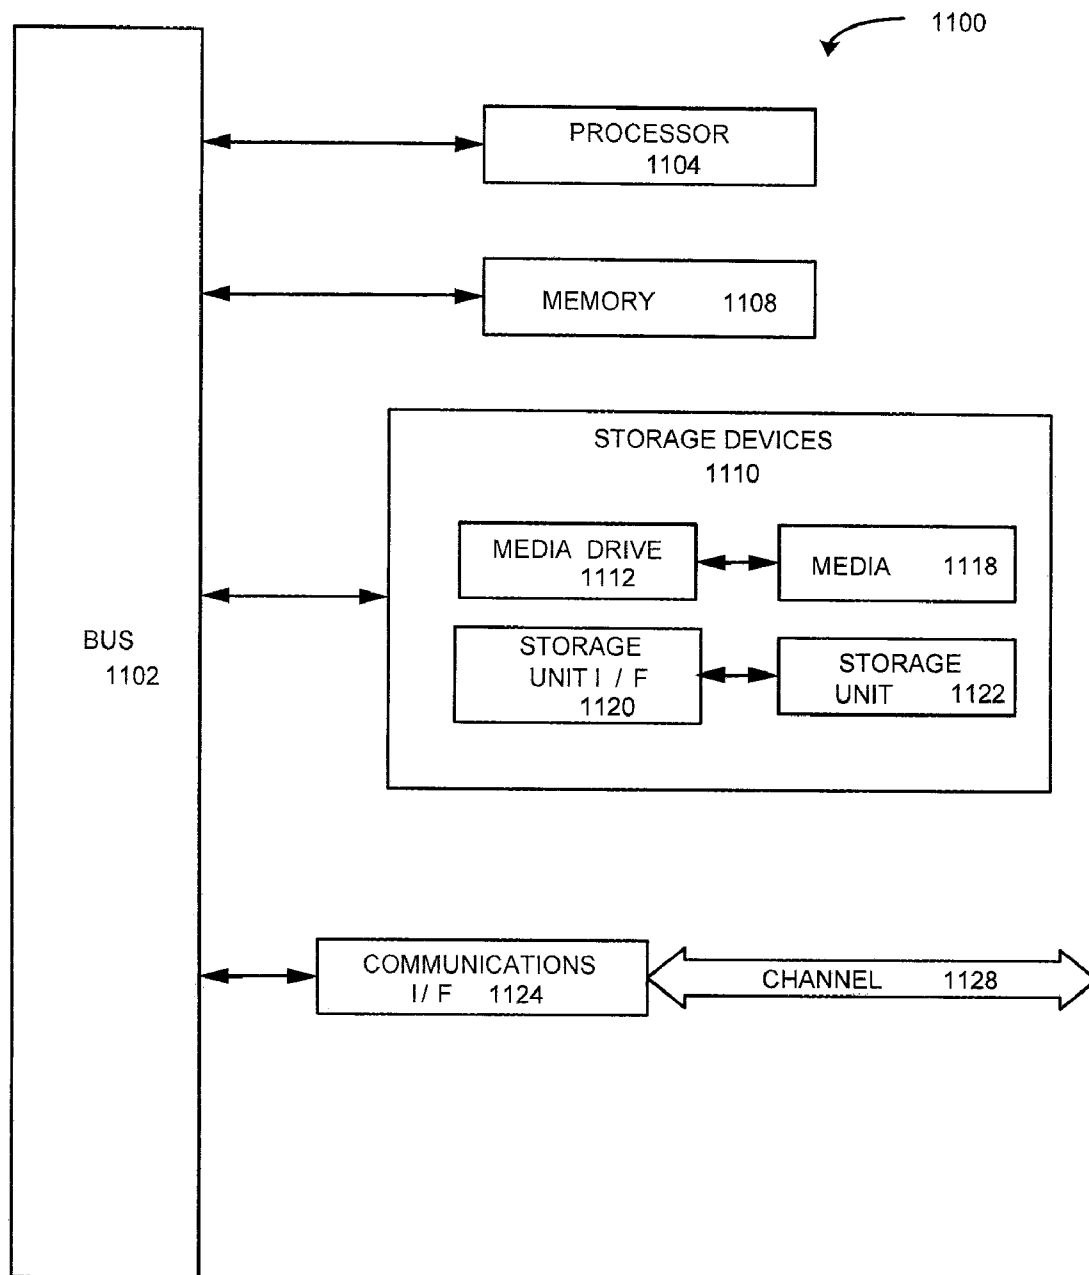 1100
PROCESSOR
1104
MEMORY 1108
STORAGE DEVICES
1110
MEDIA DRIVE
1112
MEDIA 1118
STORAGE
UNIT I / F
1120
STORAGE
UNIT 1122
BUS
1102
COMMUNICATIONS
I / F 1124
CHANNEL 1128